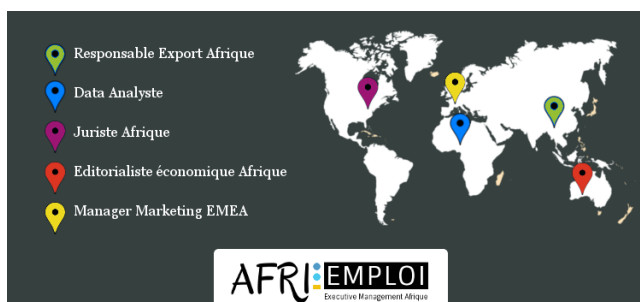 Responsable Export Afrique
Data Analyste
Juriste Afrique
Editorialiste économique Afrique
Manager Marketing EMEA
AFRI EMPLOI
Executive Management Afrique